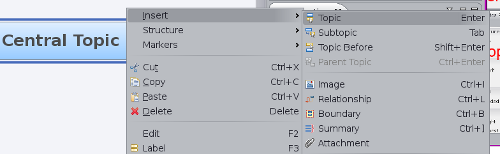 Central Topic
Insert
Structure
Markers
Cut Ctrl+X
Copy Ctrl+C
Paste Ctrl+V
Delete Delete
Edit F2
Label F3
Topic Enter
Subtopic Tab
Topic Before Shift+Enter
Parent Topic Ctrl+Enter
Image Ctrl+I
Relationship Ctrl+L
Boundary Ctrl+B
Summary Ctrl+]
Attachment